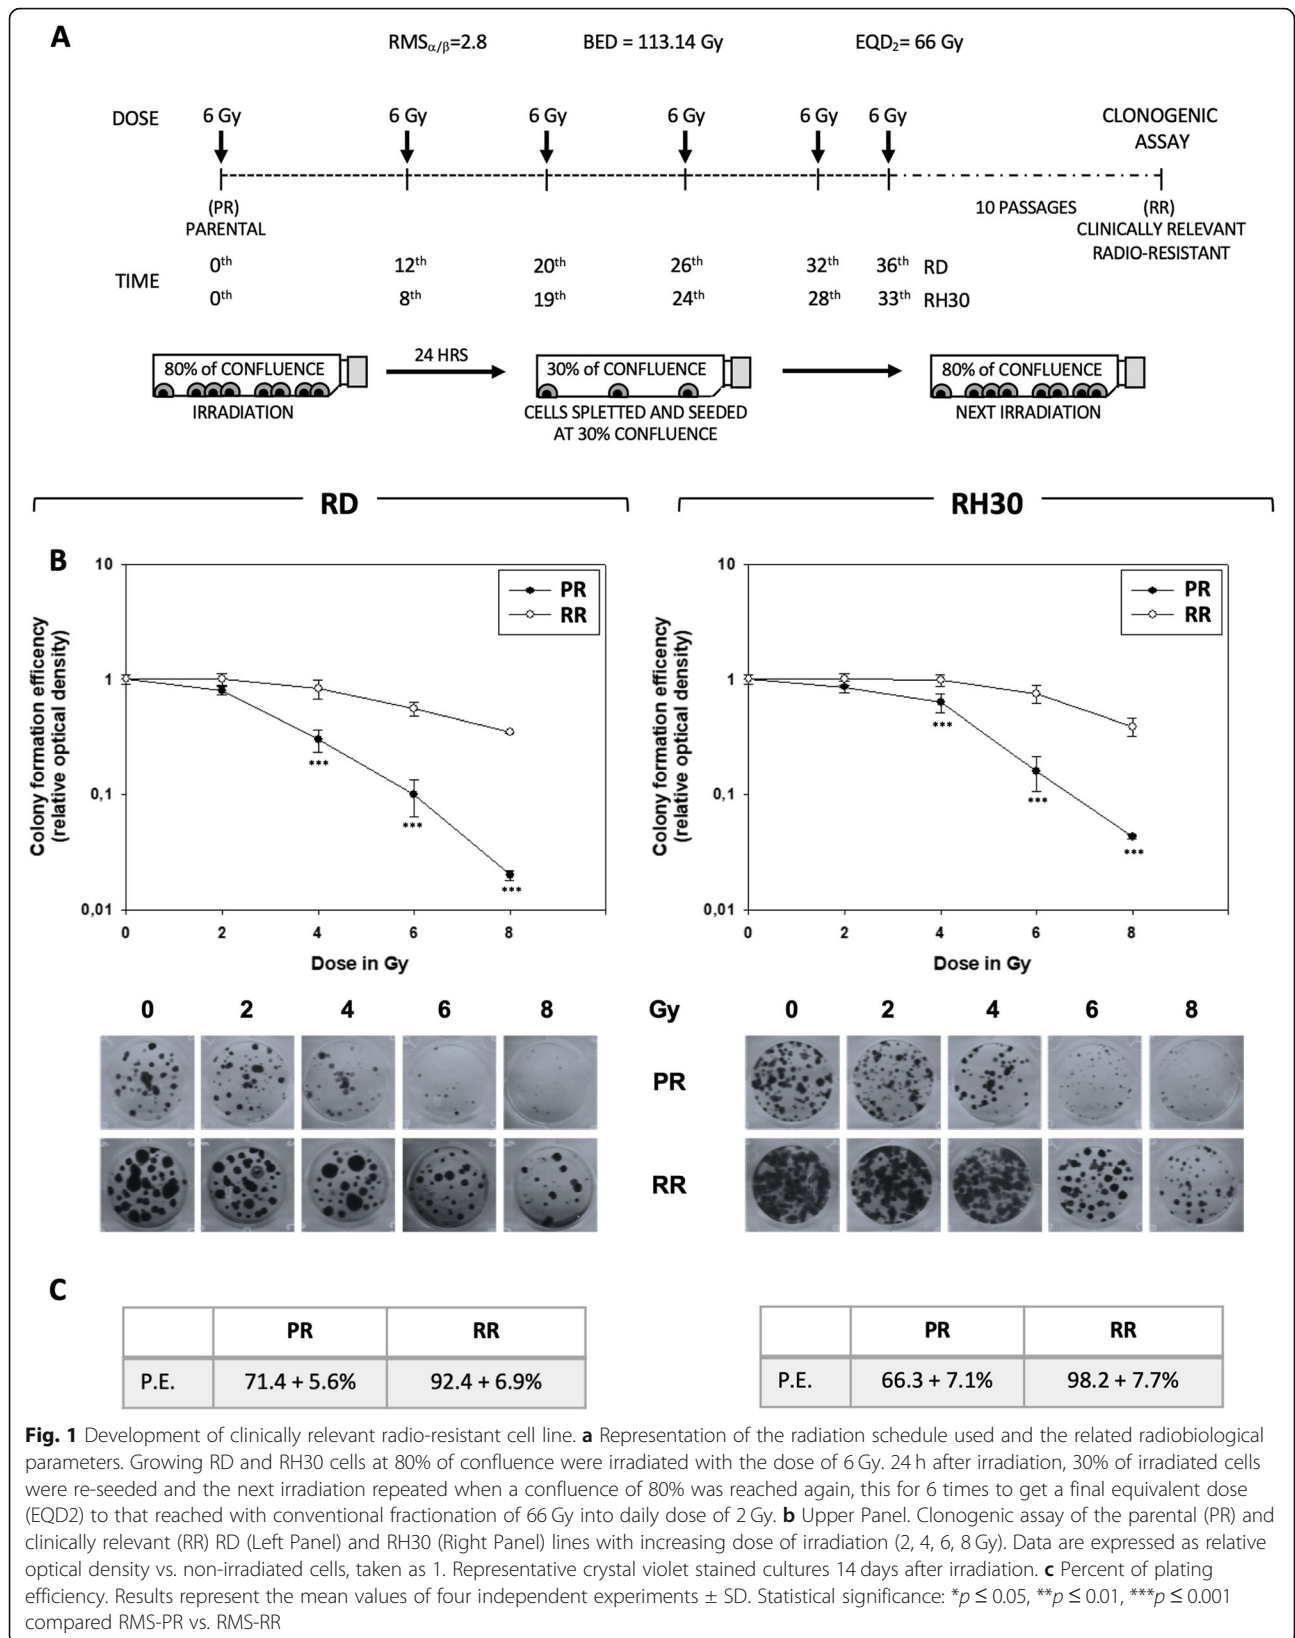 A
RMSα/β=2.8 BED = 113.14 Gy EQD2= 66 Gy
DOSE 6 Gy 6 Gy 6 Gy 6 Gy 6 Gy 6 Gy CLONOGENIC
ASSAY
(PR) 10 PASSAGES (RR)
PARENTAL CLINICALLY RELEVANT
RADIO-RESISTANT
TIME
0th 12th 20th 26th 32th 36th RD
0th 8th 19th 24th 28th 33th RH30
80% of CONFLUENCE 24 HRS 30% of CONFLUENCE 80% of CONFLUENCE
IRRADIATION CELLS SPLETTED AND SEEDED NEXT IRRADIATION
AT 30% CONFLUENCE
RD RH30
B
10
1
0,1
0,01
0 2 4 6 8
Colony formation efficency
(relative optical density)
Dose in Gy
PR
RR
***
***
***
10
1
0,1
0,01
0 2 4 6 8
Colony formation efficency
(relative optical density)
Dose in Gy
PR
RR
***
***
***
0 2 4 6 8 Gy 0 2 4 6 8
PR
RR
C
PR RR
P.E. 71.4 + 5.6% 92.4 + 6.9%
PR RR
P.E. 66.3 + 7.1% 98.2 + 7.7%
Fig. 1 Development of clinically relevant radio-resistant cell line. a Representation of the radiation schedule used and the related radiobiological
parameters. Growing RD and RH30 cells at 80% of confluence were irradiated with the dose of 6 Gy. 24 h after irradiation, 30% of irradiated cells
were re-seeded and the next irradiation repeated when a confluence of 80% was reached again, this for 6 times to get a final equivalent dose
(EQD2) to that reached with conventional fractionation of 66 Gy into daily dose of 2 Gy. b Upper Panel. Clonogenic assay of the parental (PR) and
clinically relevant (RR) RD (Left Panel) and RH30 (Right Panel) lines with increasing dose of irradiation (2, 4, 6, 8 Gy). Data are expressed as relative
optical density vs. non-irradiated cells, taken as 1. Representative crystal violet stained cultures 14 days after irradiation. c Percent of plating
efficiency. Results represent the mean values of four independent experiments ± SD. Statistical significance: *p ≤ 0.05, **p ≤ 0.01, ***p ≤ 0.001
compared RMS-PR vs. RMS-RR